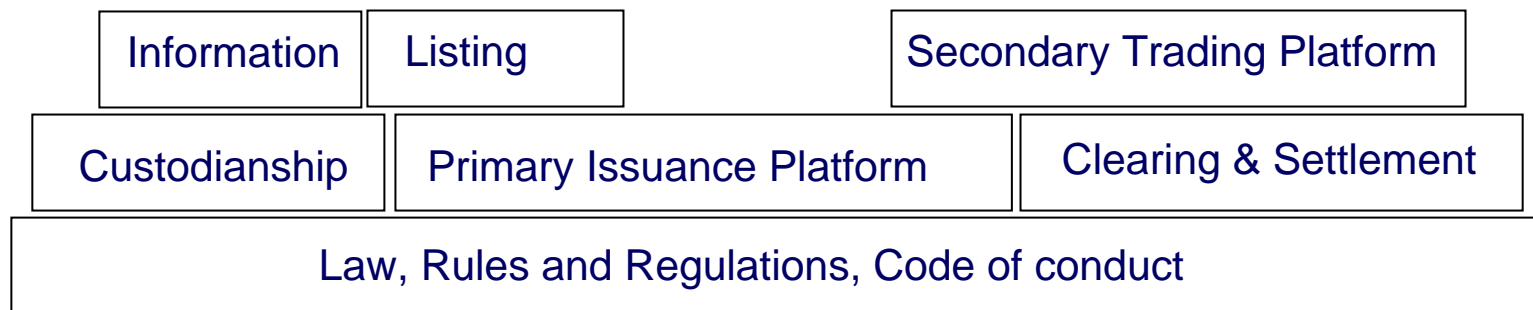 Information
Listing
Secondary Trading Platform
Custodianship
Primary Issuance Platform
Clearing & Settlement
Law, Rules and Regulations, Code of conduct